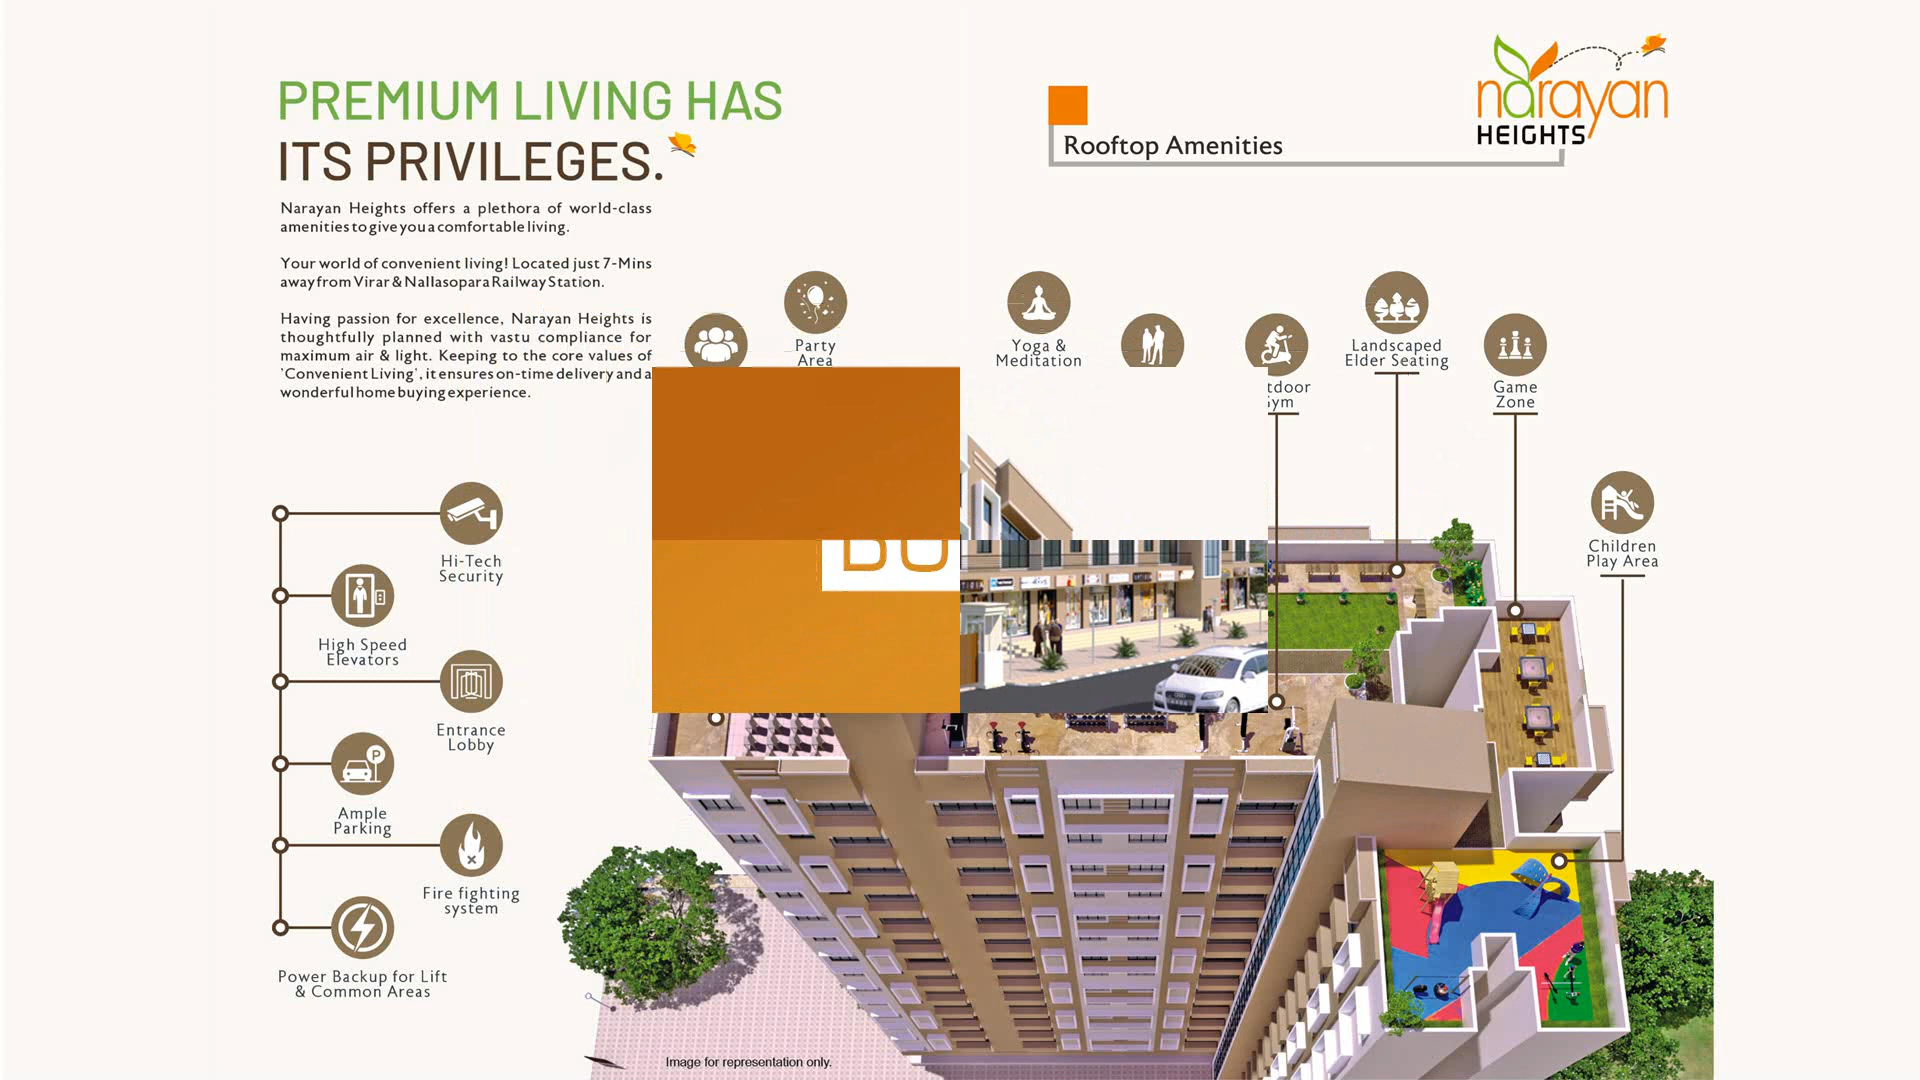 PREMIUM LIVING HAS
ITS PRIVILEGES.
Narayan Heights offers a plethora of world-class
amenities to give you a comfortable living.
Your world of convenient living! Located just 7-Mins
away from Virar & Nallasopara Railway Station.
Having passion for excellence, Narayan Heights is
thoughtfully planned with vastu compliance for
maximum air & light. Keeping to the core values of
'Convenient Living', it ensures on-time delivery and a
wonderful home buying experience.
Rooftop Amenities
narayan
HEIGHTS
Party
Area
Yoga &
Meditation
Landscaped
Elder Seating
Gym
Game
Zone
Children
Play Area
Hi-Tech
Security
High Speed
Elevators
Entrance
Lobby
Ample
Parking
P
Fire fighting
system
Power Backup for Lift
& Common Areas
Image for representation only.